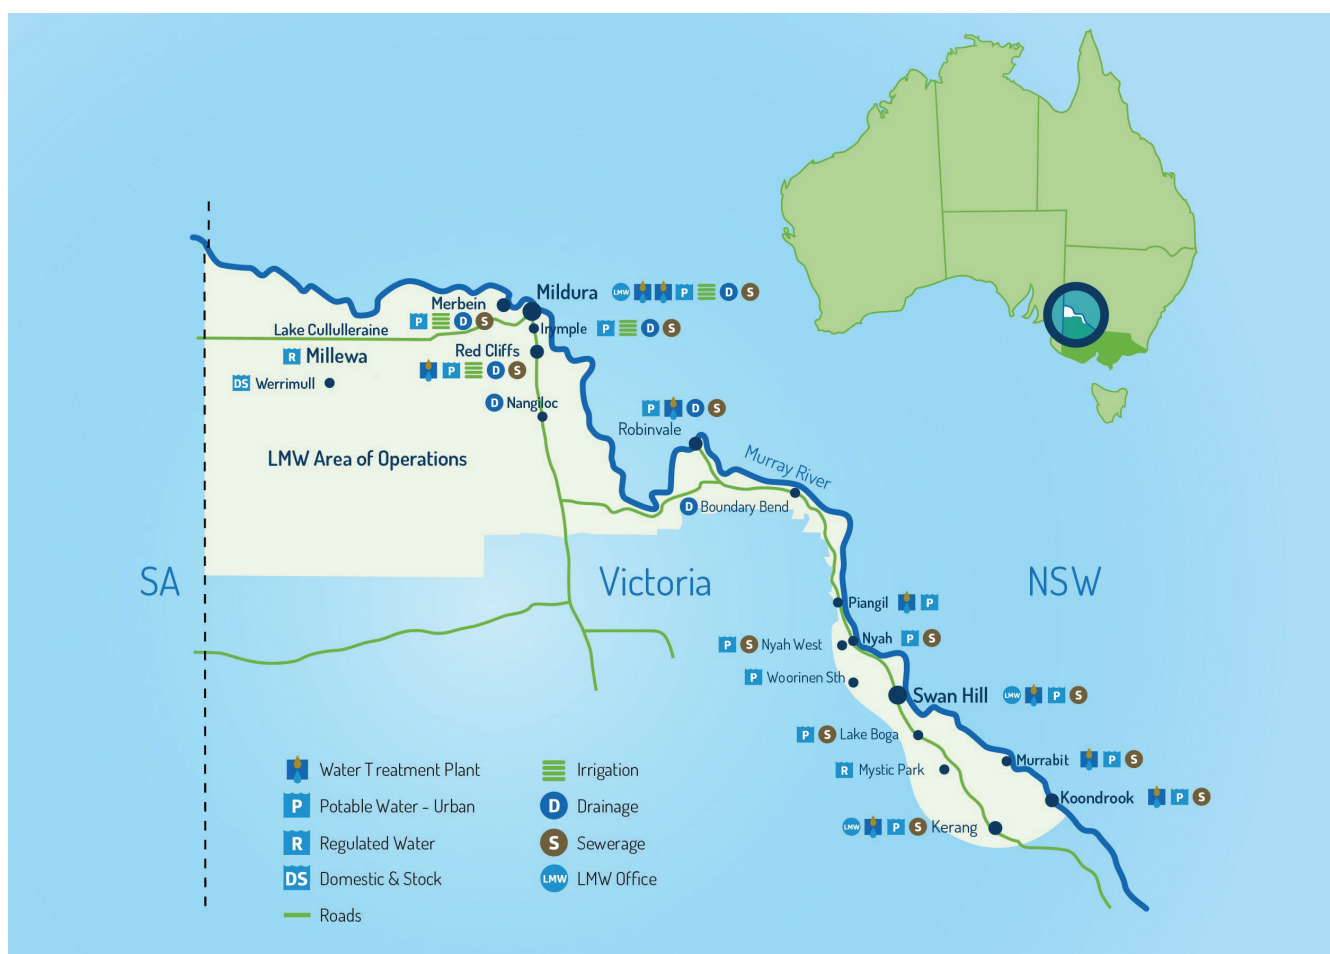 Mildura
LMW
P
D
S
Merbein
P
D
S
Irymple
P
D
S
Lake Cullulleraine
R
Millewa
Red Cliffs
P
D
S
DS
Werrimull
D
Nangiloc
P
D
S
Robinvale
LMW Area of Operations
Murray River
D
Boundary Bend
SA
Victoria
NSW
Piangil
P
Nyah
P
S
P
S
Nyah West
P
Woorinen Sth
Swan Hill
LMW
P
S
P
S
Lake Boga
R
Mystic Park
Murrabit
P
S
Koondrook
P
S
LMW
P
S
Kerang
Water Treatment Plant
P
Potable Water - Urban
R
Regulated Water
DS
Domestic & Stock
Roads
Irrigation
D
Drainage
S
Sewerage
LMW
LMW Office